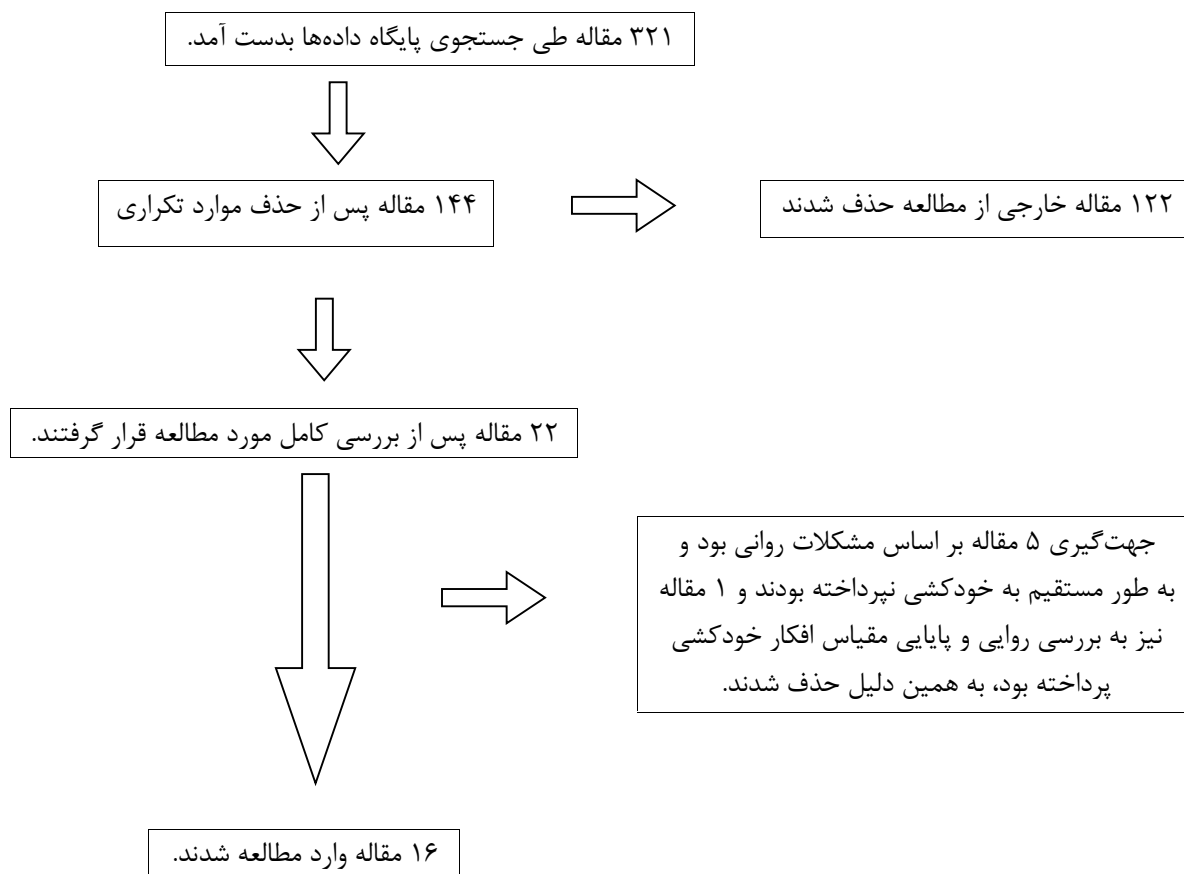 ۳۲۱ مقاله طی جستجوی پایگاه داده‌ها بدست آمد.
۱۴۴ مقاله پس از حذف موارد تکراری
۱۲۲ مقاله خارجی از مطالعه حذف شدند
۲۲ مقاله پس از بررسی کامل مورد مطالعه قرار گرفتند.
جهت‌گیری ۵ مقاله بر اساس مشکلات روانی بود و
به طور مستقیم به خودکشی نپرداخته بودند و ۱ مقاله
نیز به بررسی روایی و پایایی مقیاس افکار خودکشی
پرداخته بود، به همین دلیل حذف شدند.
۱۶ مقاله وارد مطالعه شدند.